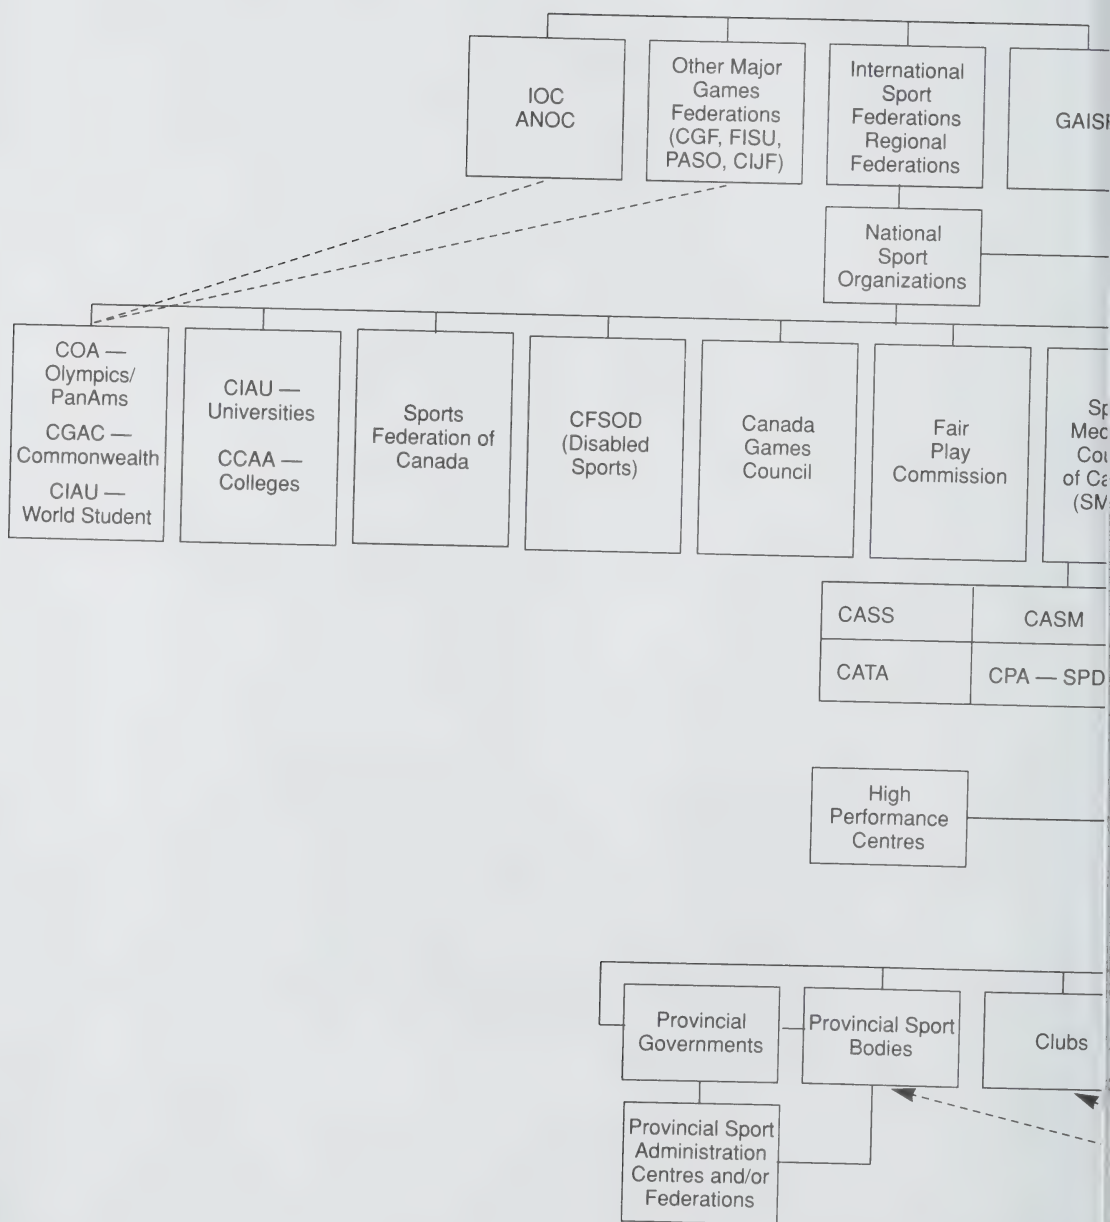 IOC
ANOC
Other Major
Games
Federations
(CGF, FISU,
PASO, CIJF)
International
Sport
Federations
Regional
Federations
National
Sport
Organizations
COA —
Olympics/
PanAms
CGAC —
Commonwealth
CIAU —
World Student
CIAU —
Universities
CCAA —
Colleges
Sports
Federation of
Canada
CFSOD
(Disabled
Sports)
Canada
Games
Council
Fair
Play
Commission
of
CASS
CASM
CATA
CPA — SPD
High
Performance
Centres
Provincial
Governments
Provincial Sport
Bodies
Clubs
Provincial Sport
Administration
Centres and/or
Federations